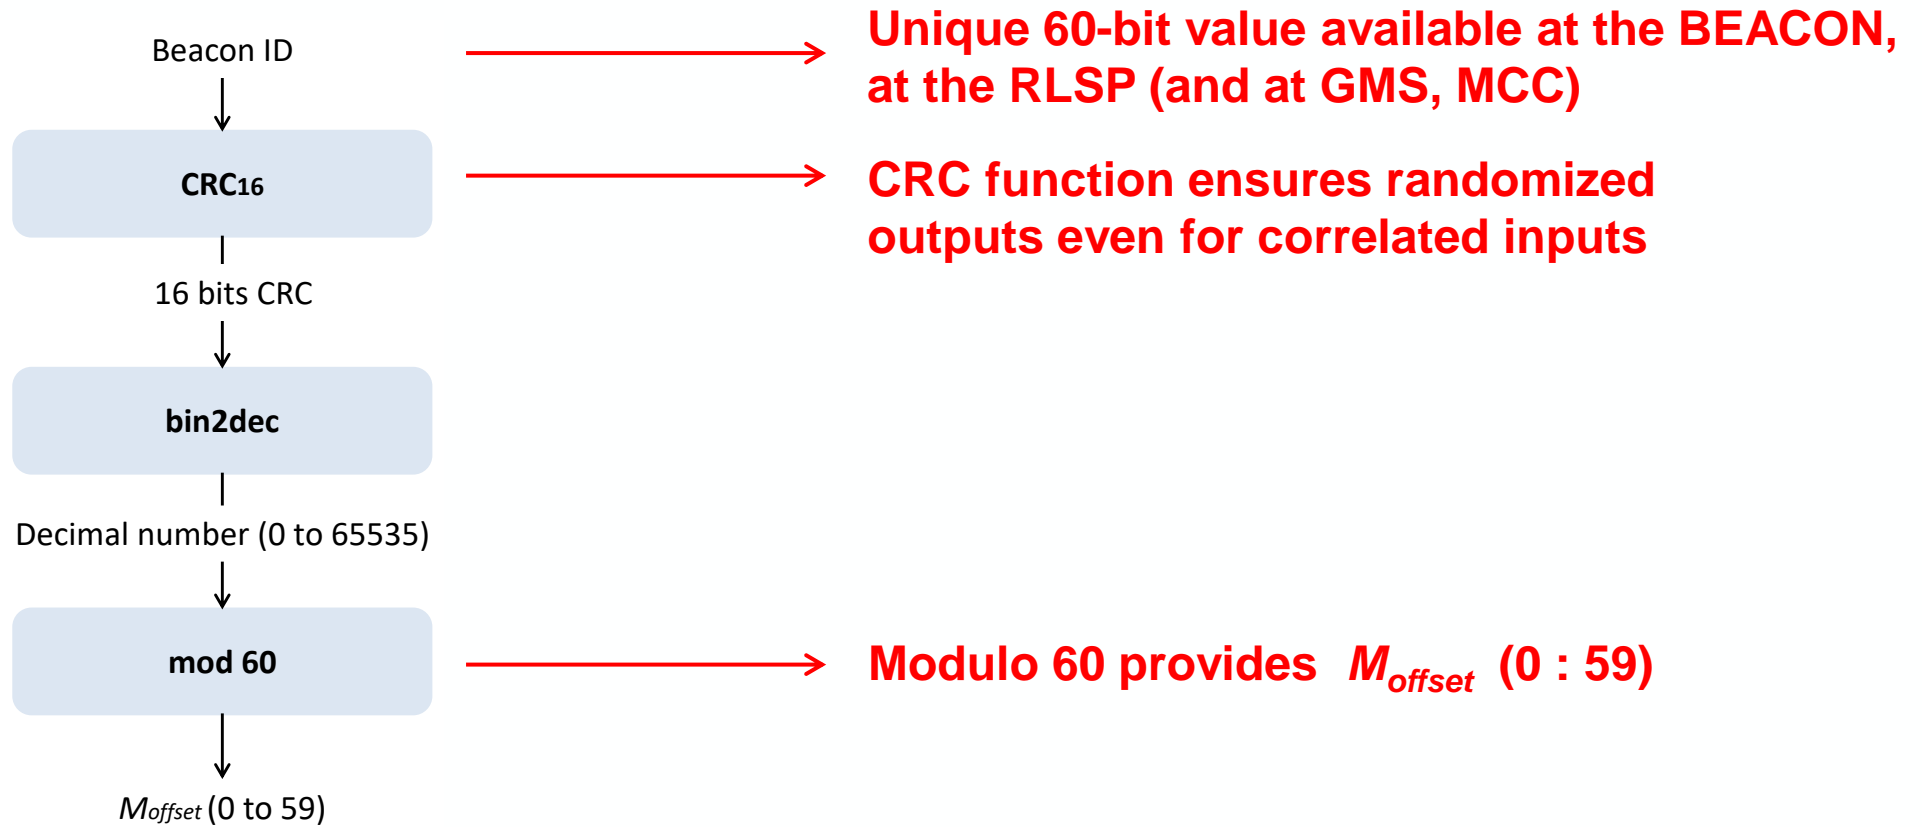 Beacon ID
Unique 60-bit value available at the BEACON,
at the RLSP (and at GMS, MCC)
CRC16
CRC function ensures randomized
outputs even for correlated inputs
16 bits CRC
bin2dec
Decimal number (0 to 65535)
mod 60
Modulo 60 provides Moffset (0 : 59)
Moffset (0 to 59)